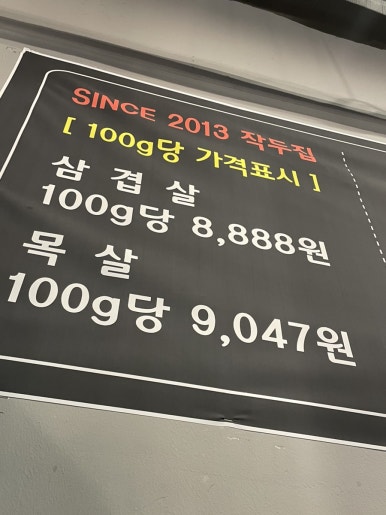 SINCE 2013 작두집
[ 100g당 가격표시 ]
삼 겹 살
100g당 8,888원
목 살
100g당 9,047원